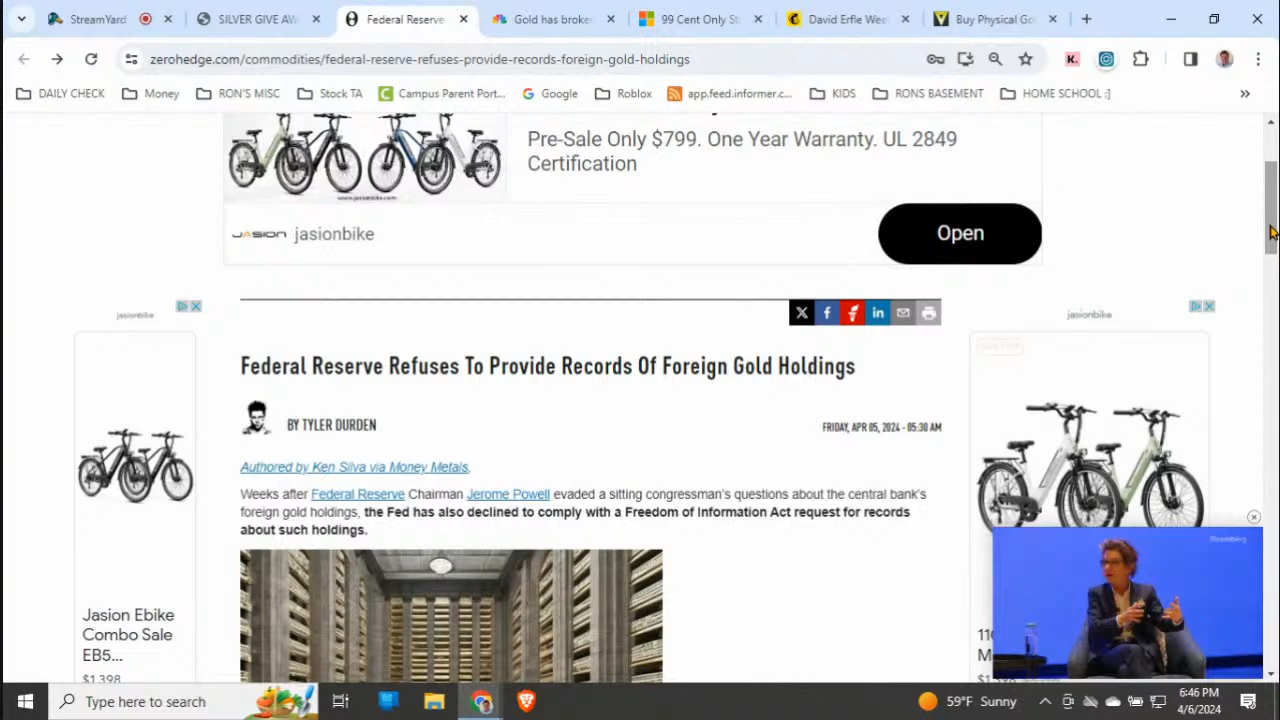 StreamYard
SILVER GIVE AW
Federal Reserve
Gold has broke
99 Cent Only St
David Erfle Wee
Buy Physical Go
zerohedge.com/commodities/federal-reserve-refuses-provide-records-foreign-gold-holdings
K.
DAILY CHECK
Money
RON'S MISC
Stock TA
Campus Parent Port...
Google
Roblox
app.feed.informer.c...
KIDS
RONS BASEMENT
HOME SCHOOL :]
»
Pre-Sale Only $799. One Year Warranty. UL 2849
Certification
www.jasionbike.com
JASION jasionbike
Open
jasionbike
jasionbike
Federal Reserve Refuses To Provide Records Of Foreign Gold Holdings
BY TYLER DURDEN
FRIDAY, APR 05, 2024 - 05:30 AM
Authored by Ken Silva via Money Metals,
Weeks after Federal Reserve Chairman Jerome Powell evaded a sitting congressman's questions about the central bank's
foreign gold holdings, the Fed has also declined to comply with a Freedom of Information Act request for records
about such holdings.
Bloomberg
Jasion Ebike
Combo Sale
EB5...
$1,398
Type here to search
59°F Sunny
6:46 PM
4/6/2024